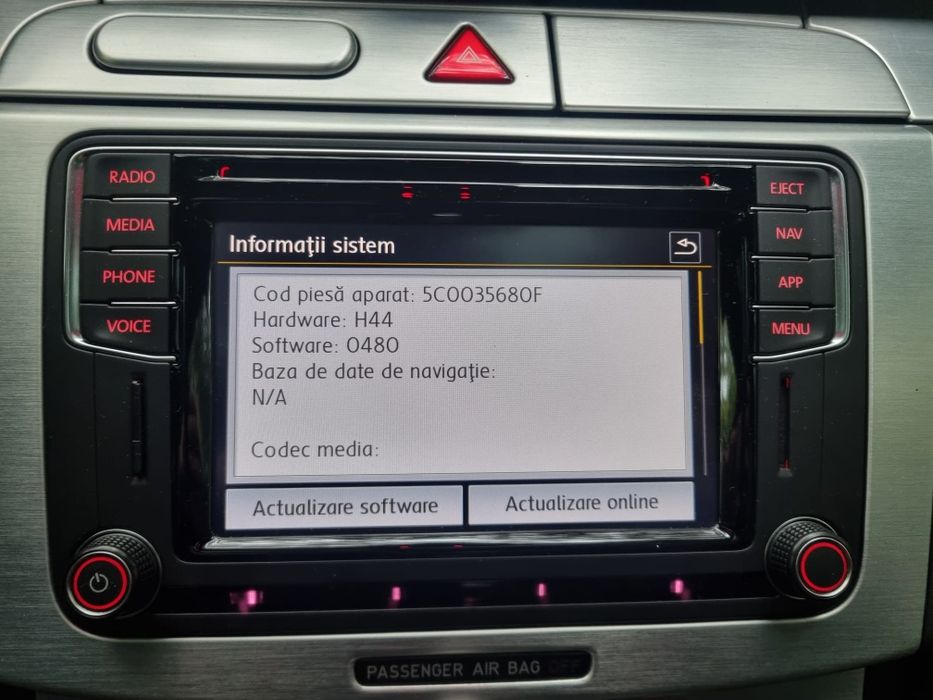 RADIO
MEDIA
PHONE
VOICE
EJECT
NAV
APP
MENU
Informaţii sistem
Cod piesă aparat: 5C0035680F
Hardware: H44
Software: 0480
Baza de date de navigaţie:
N/A
Codec media:
Actualizare software
Actualizare online
PASSENGER AIR BAG OFF